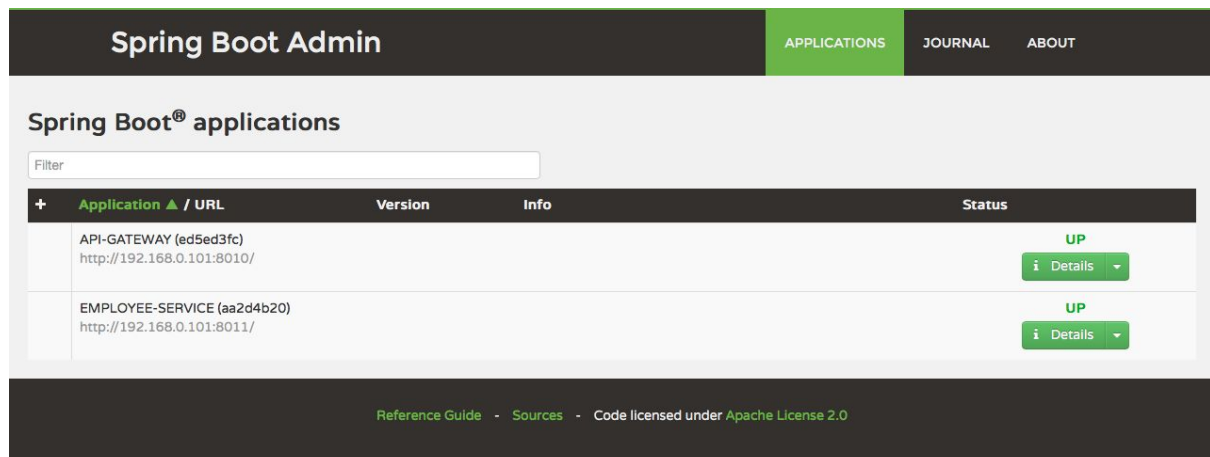 Spring Boot Admin
APPLICATIONS JOURNAL ABOUT
Spring Boot® applications
Filter
+ Application ▲ / URL Version Info Status
API-GATEWAY (ed5ed3fc) UP
http://192.168.0.101:8010/
i Details
EMPLOYEE-SERVICE (aa2d4b20) UP
http://192.168.0.101:8011/
i Details
Reference Guide - Sources - Code licensed under Apache License 2.0